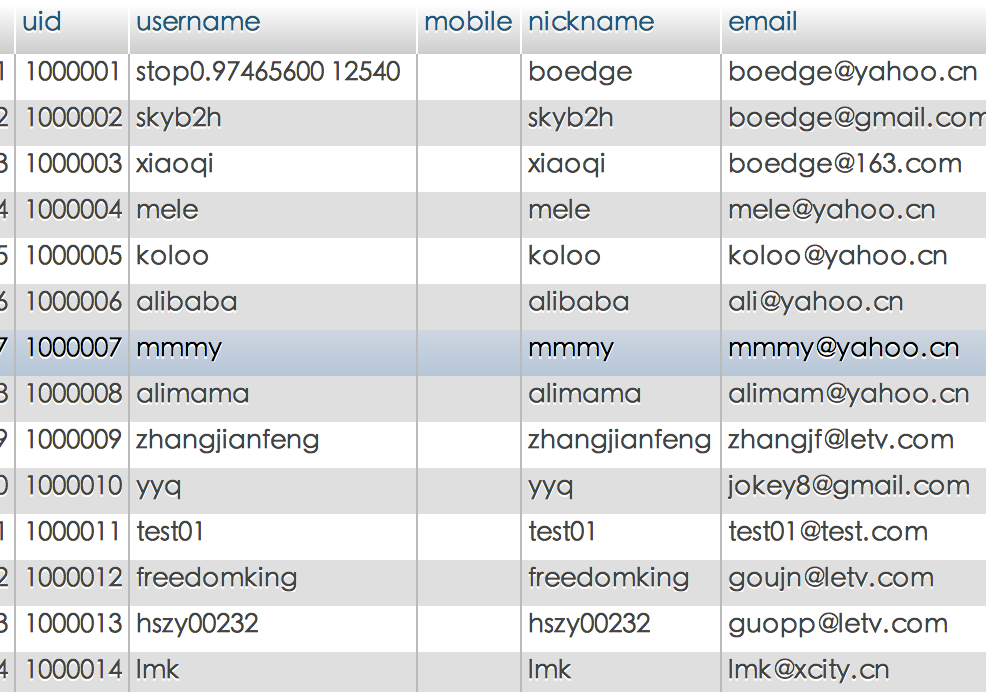 uid username mobile nickname email
1 1000001 stop0.97465600 12540 boedge boedge@yahoo.cn
2 1000002 skyb2h skyb2h boedge@gmail.com
3 1000003 xiaoqi xiaoqi boedge@163.com
4 1000004 mele mele mele@yahoo.cn
5 1000005 koloo koloo koloo@yahoo.cn
6 1000006 alibaba alibaba ali@yahoo.cn
7 1000007 mmmy mmmy mmmy@yahoo.cn
8 1000008 alimama alimama alimam@yahoo.cn
9 1000009 zhangjianfeng zhangjianfeng zhangjf@letv.com
0 1000010 yyq yyq jokey8@gmail.com
1 1000011 test01 test01 test01@test.com
2 1000012 freedomking freedomking goujn@letv.com
3 1000013 hszy00232 hszy00232 guopp@letv.com
4 1000014 lmk lmk lmk@xcity.cn